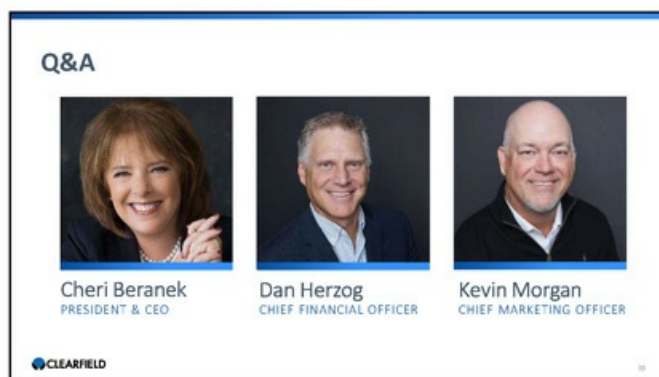 Q&A
Cheri Beranek
PRESIDENT & CEO
Dan Herzog
CHIEF FINANCIAL OFFICER
Kevin Morgan
CHIEF MARKETING OFFICER
CLEARFIELD